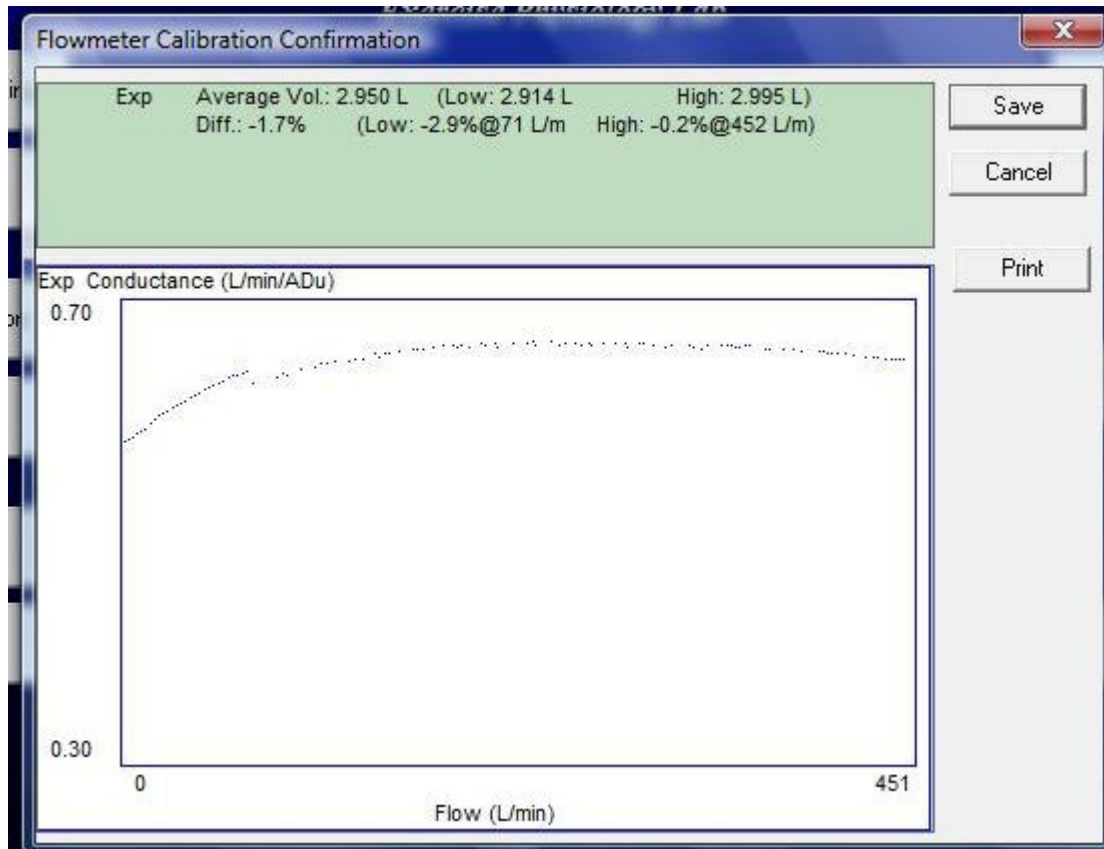 Flowmeter Calibration Confirmation
Exp Average Vol.: 2.950 L (Low: 2.914 L High: 2.995 L)
Diff.: -1.7% (Low: -2.9%@71 L/m High: -0.2%@452 L/m)
Save
Cancel
Print
Exp Conductance (L/min/ADu)
0.70
0.30
0
451
Flow (L/min)